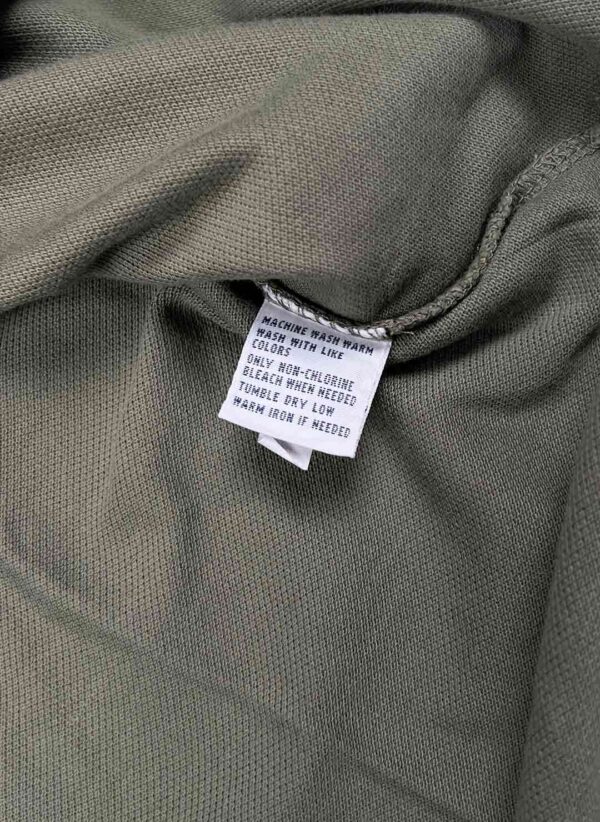 MACHINE WASH WARM
WASH WITH LIKE
COLORS
ONLY NON-CHLORINE
BLEACH WHEN NEEDED
TUMBLE DRY LOW
WARM IRON IF NEEDED